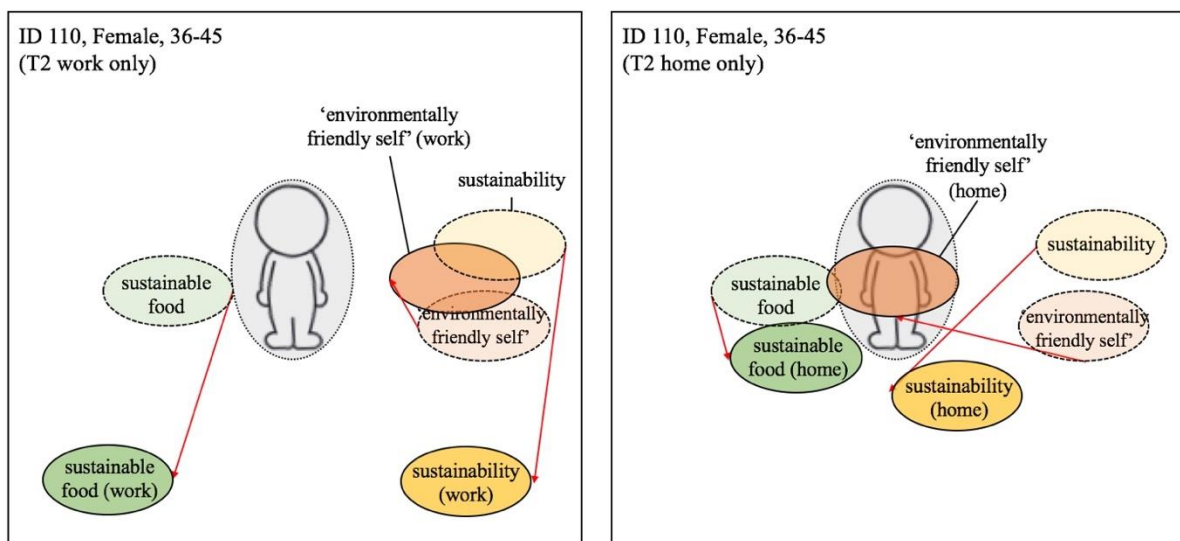 ID 110, Female, 36-45
(T2 work only)
‘environmentally
friendly self’ (work)
sustainability
sustainable
food
environmentally
friendly self’
sustainable
food (work)
sustainability
(work)
ID 110, Female, 36-45
(T2 home only)
‘environmentally
friendly self’
(home)
sustainability
sustainable
food
environmentally
friendly self’
sustainable
food (home)
sustainability
(home)